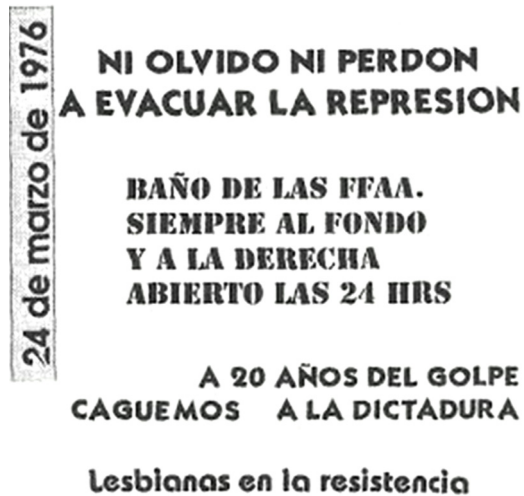 24 de marzo de 1976
NI OLVIDO NI PERDON
A EVACUAR LA REPRESION
BAÑO DE LAS FFAA.
SIEMPRE AL FONDO
Y A LA DERECHA
ABIERTO LAS 24 HRS
A 20 AÑOS DEL GOLPE
CAGUEMOS A LA DICTADURA
Lesbianas en la resistencia